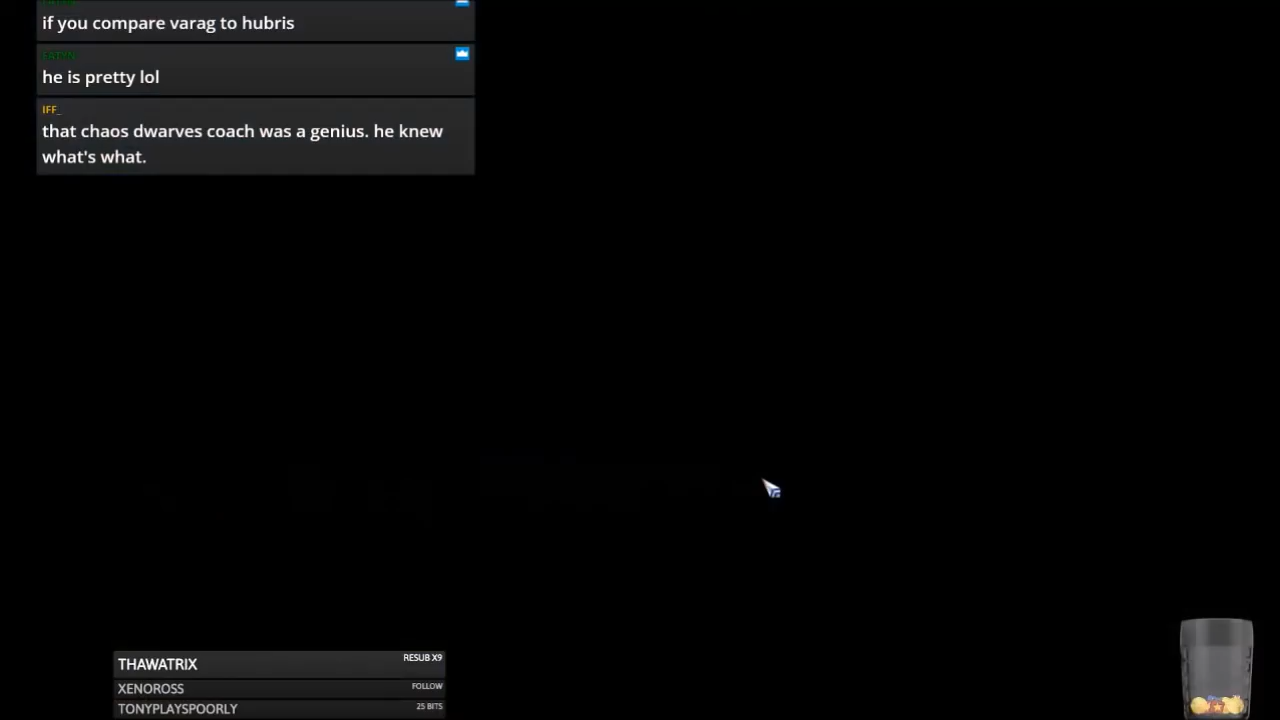 if you compare varag to hubris
he is pretty lol
IFF_
that chaos dwarves coach was a genius. he knew
what's what.
THAWATRIX
RESUB X9
XENOROSS
FOLLOW
TONYPLAYSPOORLY
25 BITS